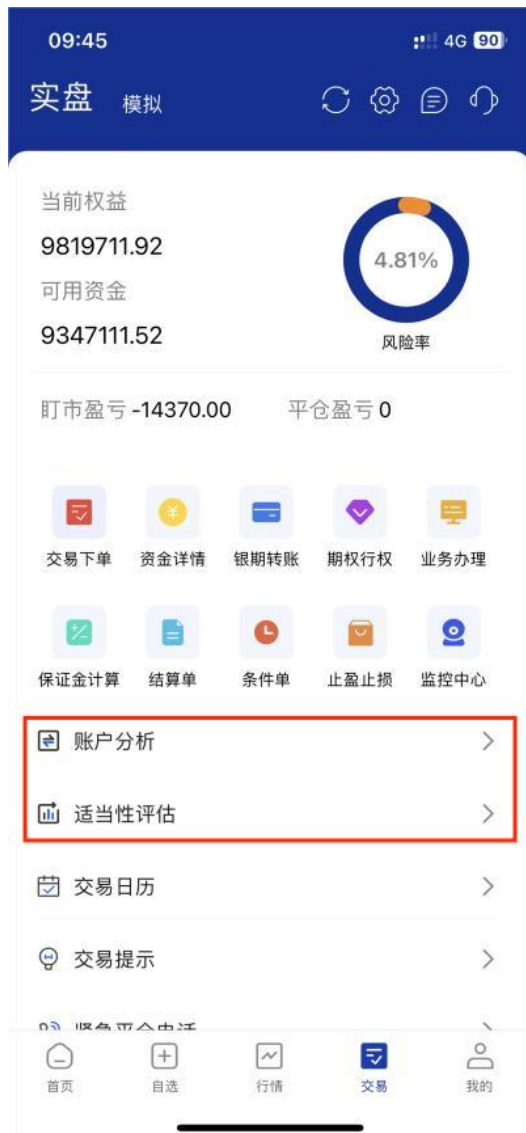 09:45 4G 90
实盘 模拟
当前权益
9819711.92
可用资金
9347111.52
4.81%
风险率
盯市盈亏 -14370.00 平仓盈亏 0
交易下单 资金详情 银期转账 期权行权 业务办理
保证金计算 结算单 条件单 止盈止损 监控中心
账户分析
适当性评估
交易日历
交易提示
首页 自选 行情 交易 我的